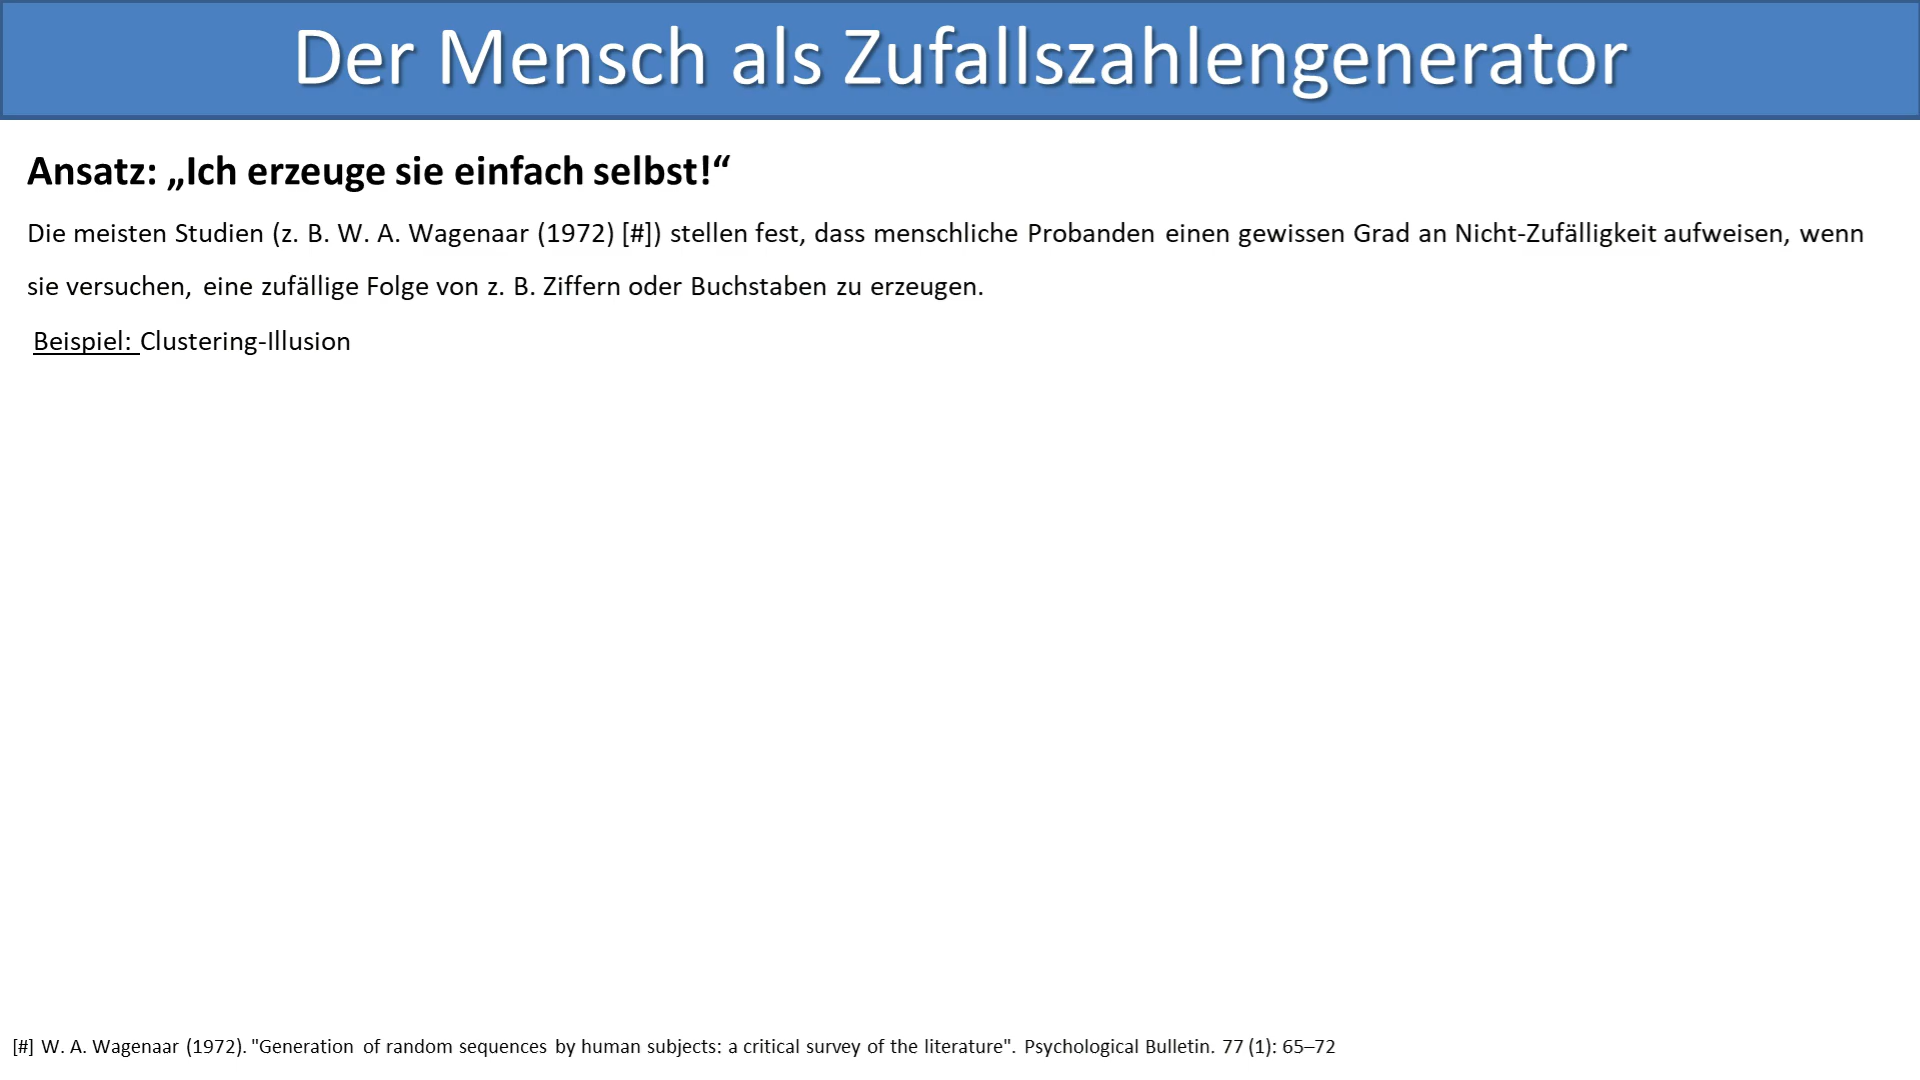 Der Mensch als Zufallszahlengenerator
Ansatz: „Ich erzeuge sie einfach selbst!“
Die meisten Studien (z. B. W. A. Wagenaar (1972) [#]) stellen fest, dass menschliche Probanden einen gewissen Grad an Nicht-Zufälligkeit aufweisen, wenn
sie versuchen, eine zufällige Folge von z. B. Ziffern oder Buchstaben zu erzeugen.
Beispiel: Clustering-Illusion
[#] W. A. Wagenaar (1972). "Generation of random sequences by human subjects: a critical survey of the literature". Psychological Bulletin. 77 (1): 65–72